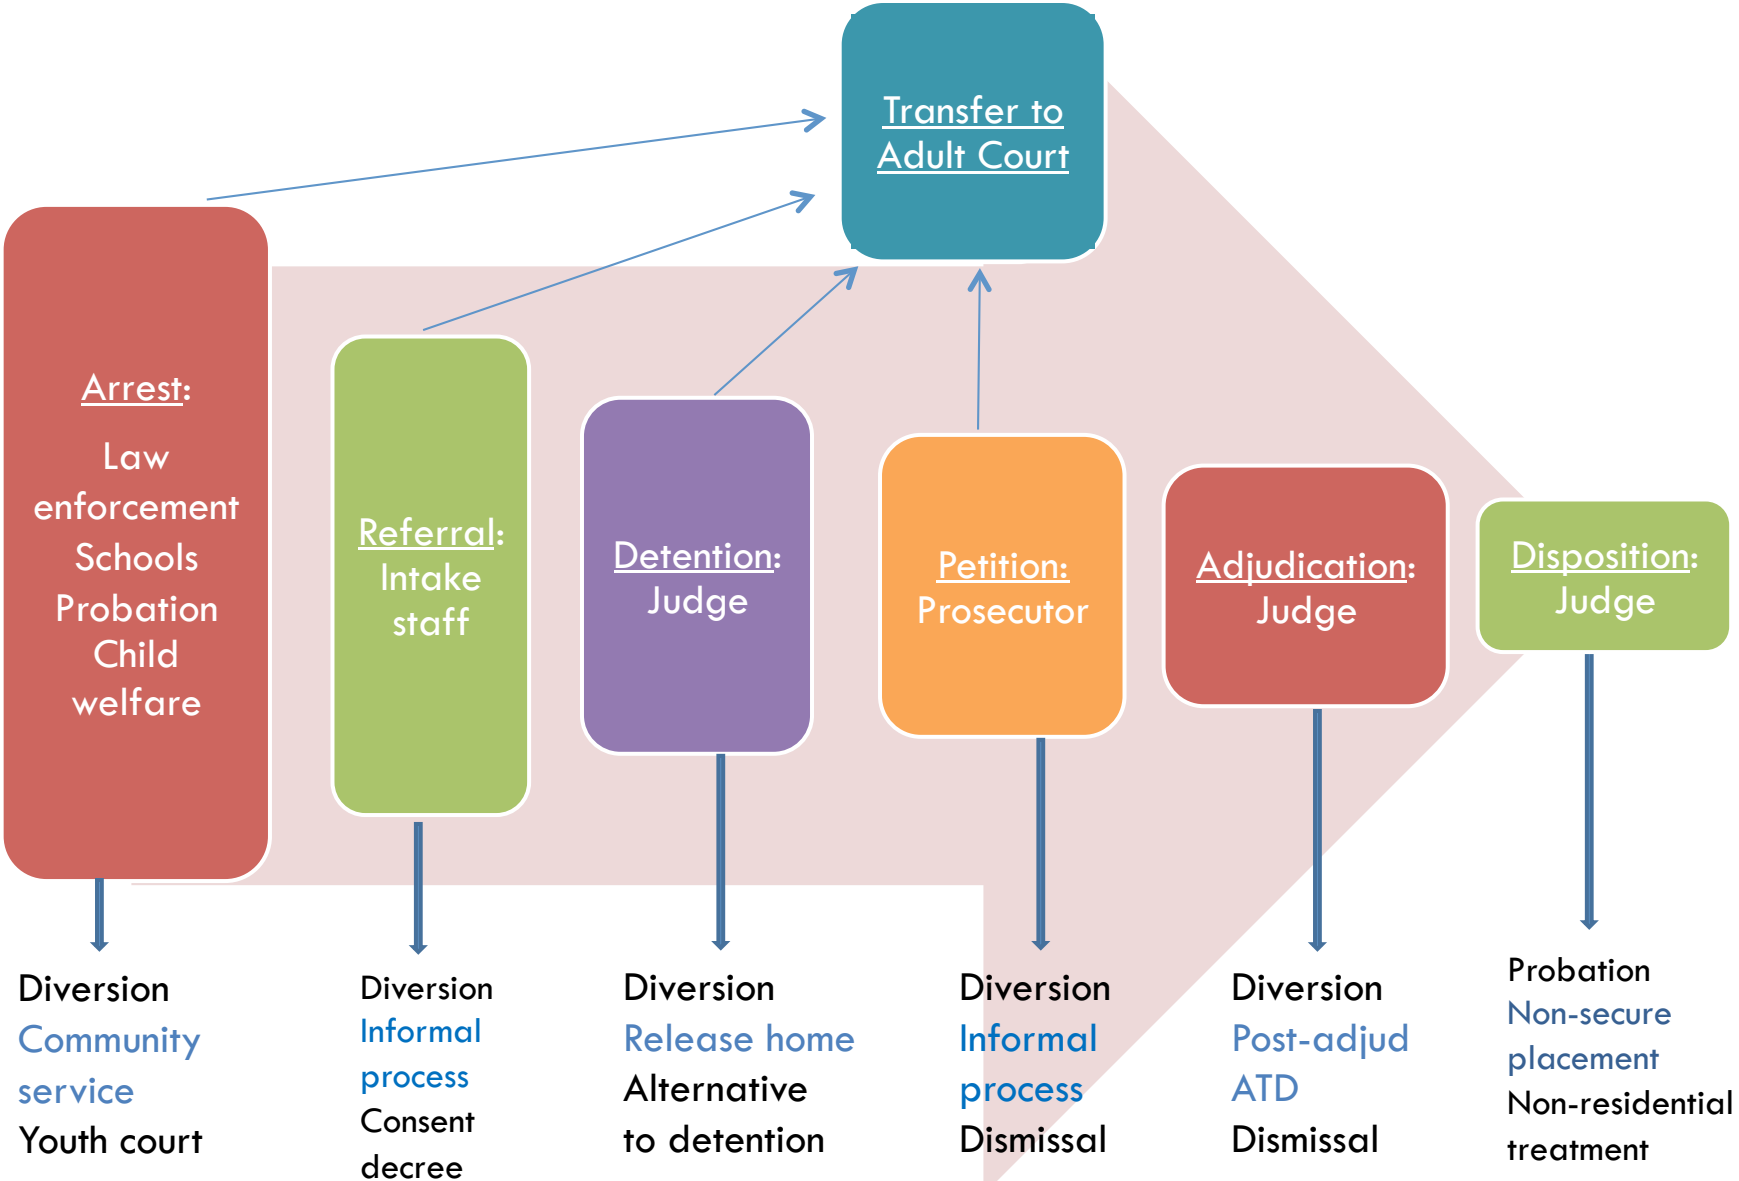 Transfer to
Adult Court
Arrest:
Law
enforcement
Schools
Probation
Child
welfare
Referral:
Intake
staff
Detention:
Judge
Petition:
Prosecutor
Adjudication:
Judge
Disposition:
Judge
Diversion
Community
service
Youth court
Diversion
Informal
process
Consent
decree
Diversion
Release home
Alternative
to detention
Diversion
Informal
process
Dismissal
Diversion
Post-adjud
ATD
Dismissal
Probation
Non-secure
placement
Non-residential
treatment